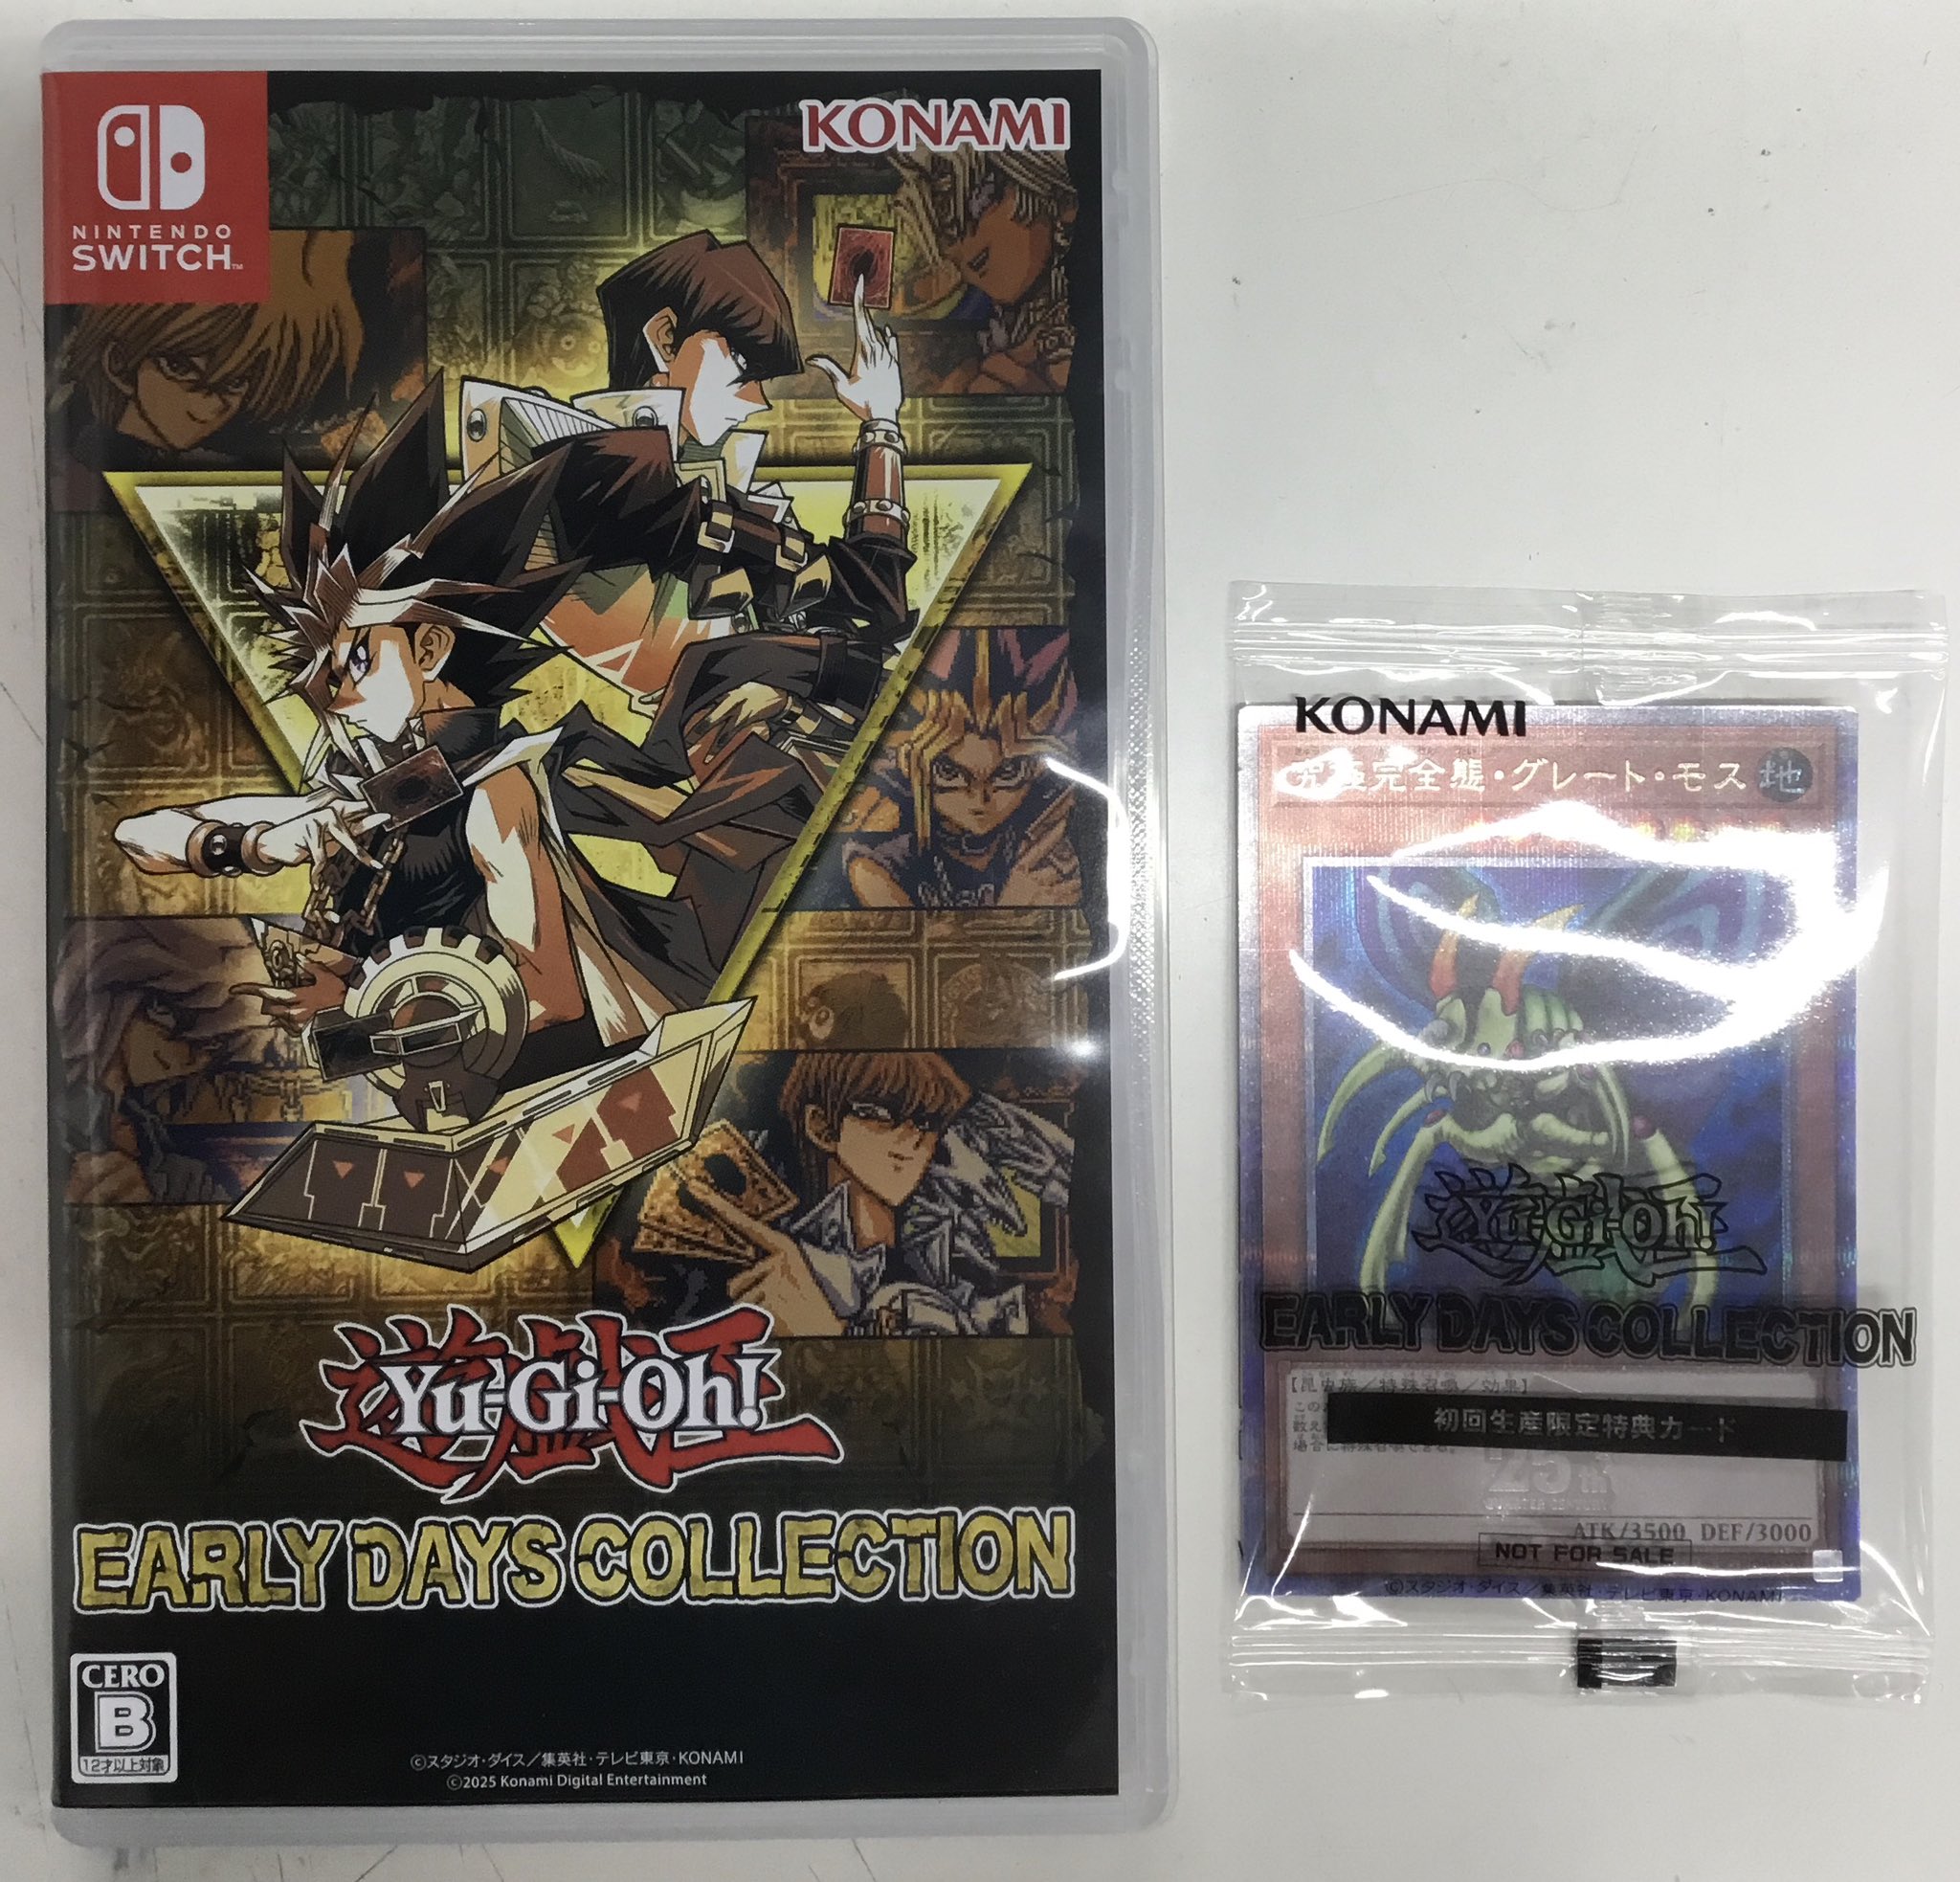 NINTENDO
SWITCH™
KONAMI
遊戯王
Yu-Gi-Oh!
EARLY DAYS COLLECTION
CERO
B
12才以上対象
©スタジオ・ダイス／集英社・テレビ東京・KONAMI
©2025 Konami Digital Entertainment
KONAMI
究極完全態・グレート・モス 地
遊戯王
Yu-Gi-Oh!
EARLY DAYS COLLECTION
【昆虫族／特殊召喚／効果】
初回生産限定特典カード
25th
QUARTER CENTURY
ATK/3500 DEF/3000
NOT FOR SALE
©スタジオ・ダイス／集英社・テレビ東京・KONAMI